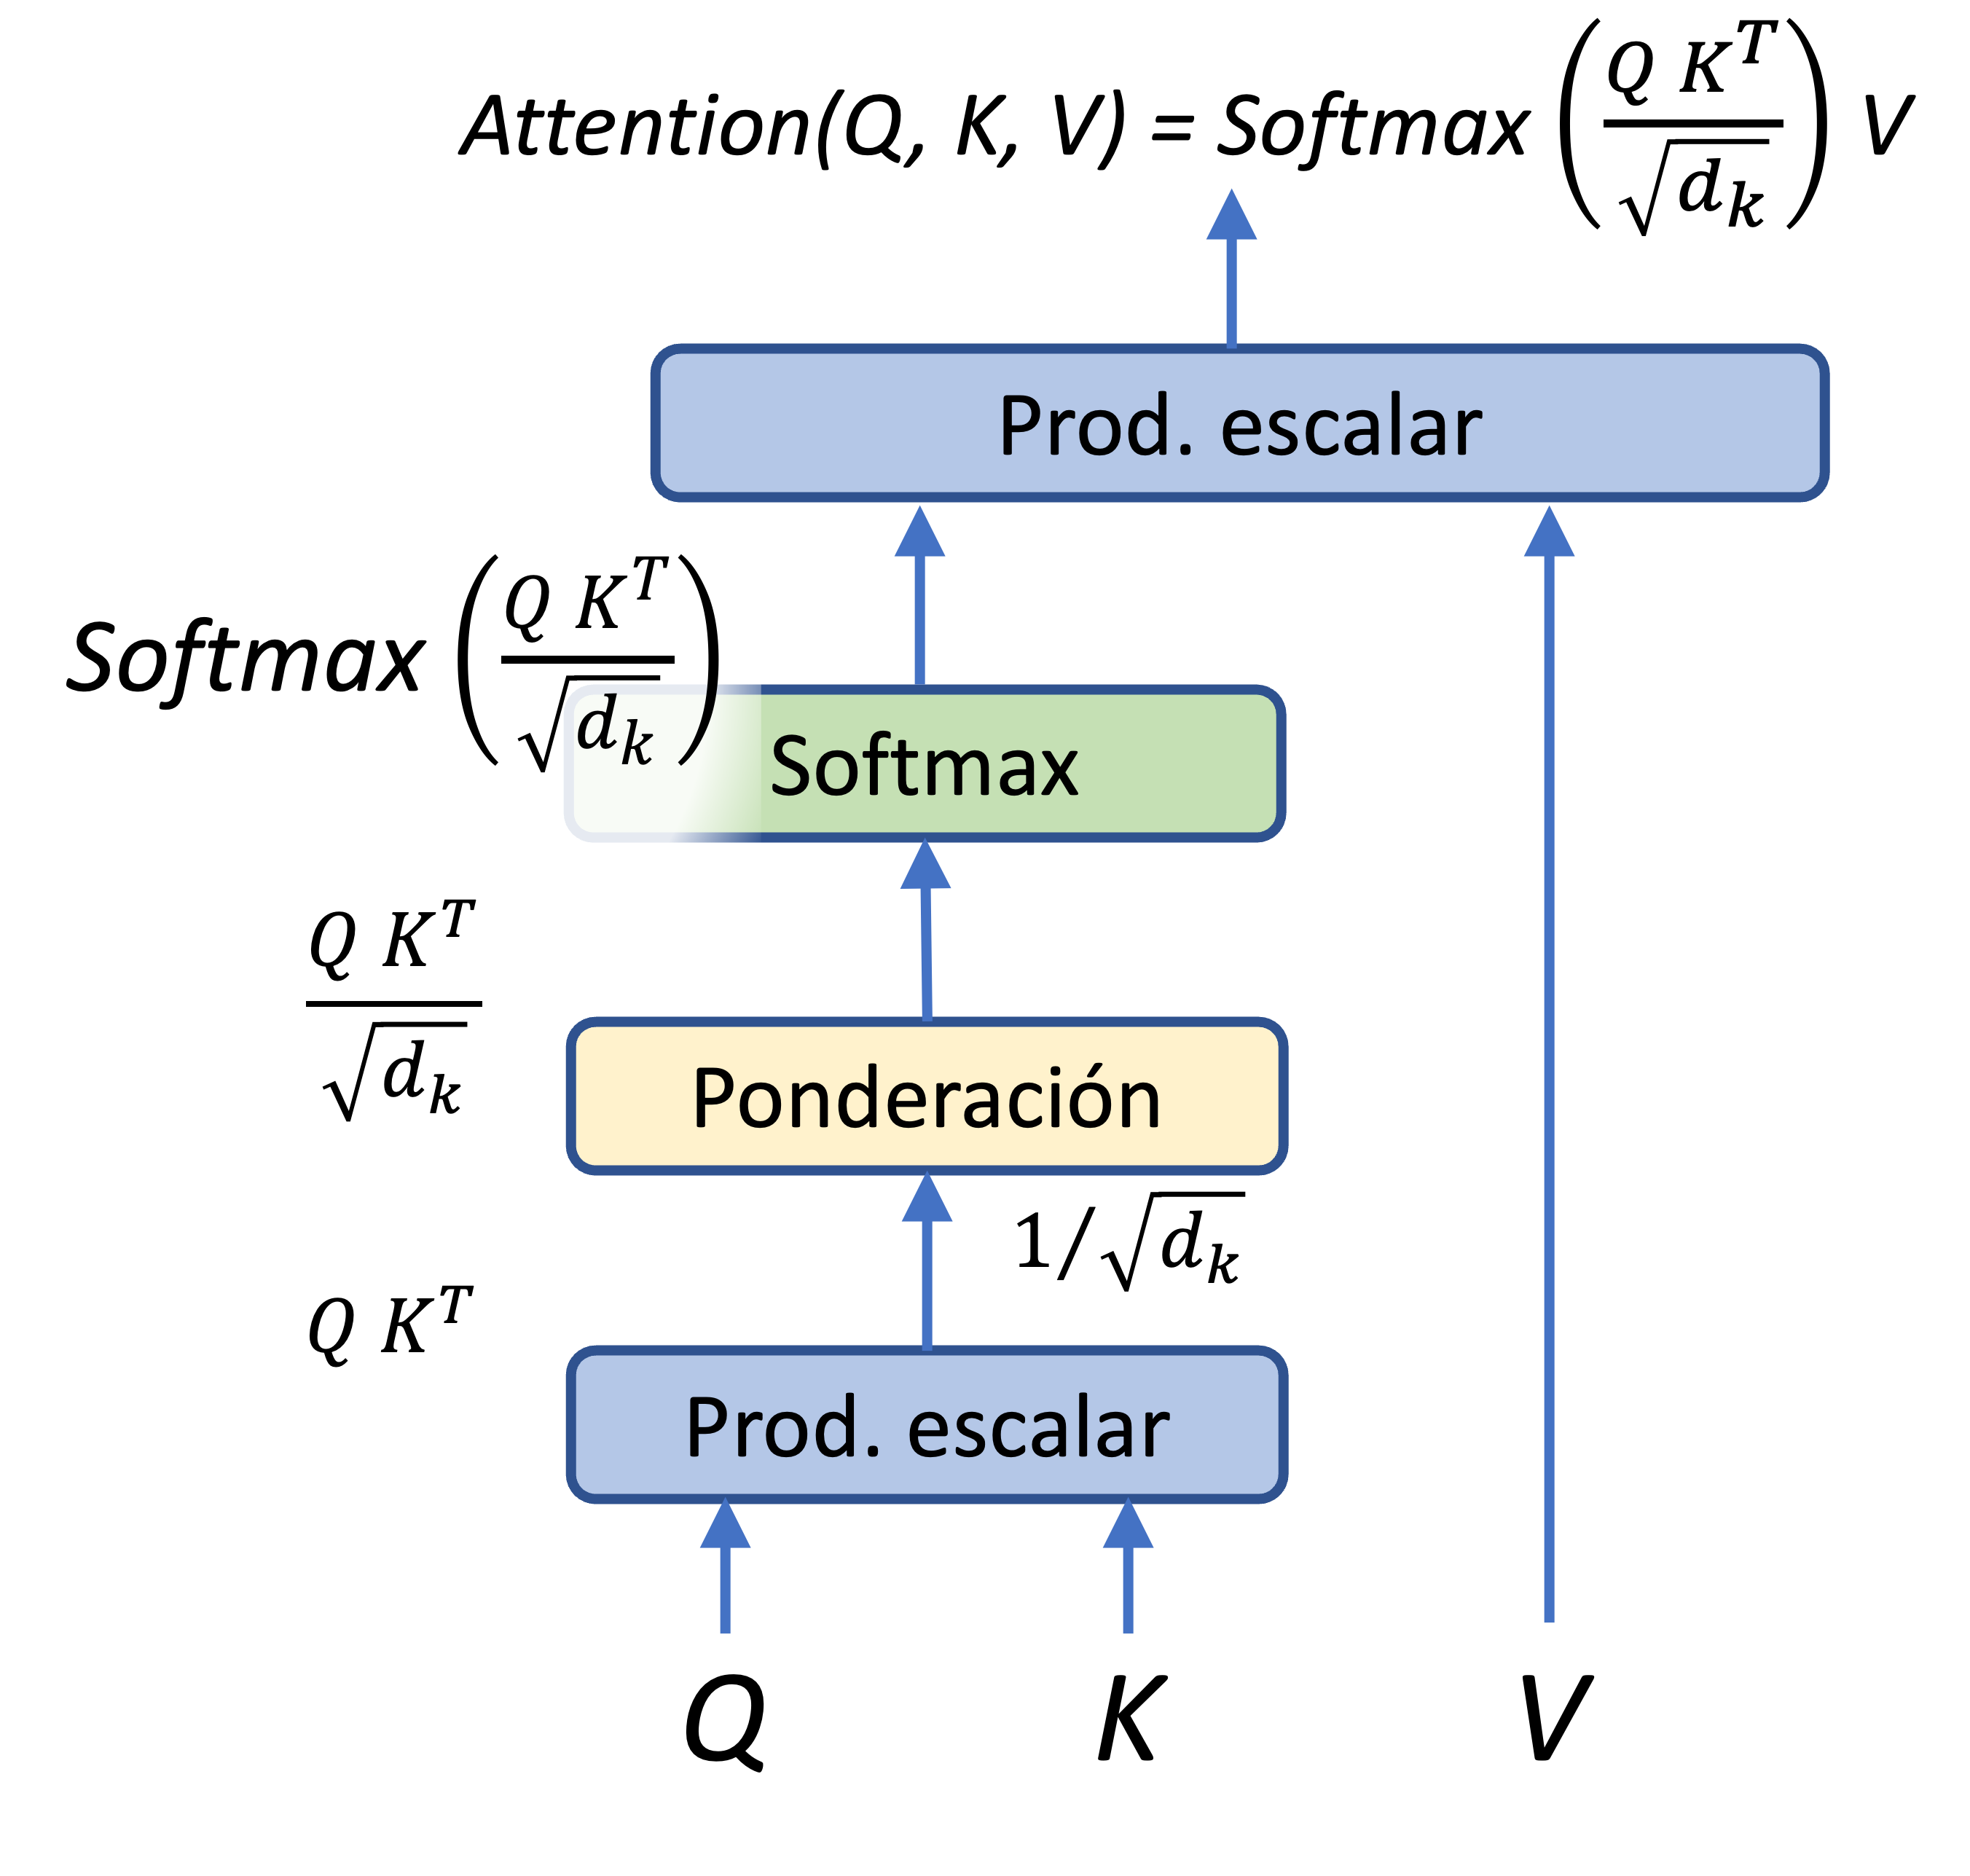 Attention(Q, K, V) = Softmax(Q K^T / √d_k) V
Prod. escalar
Softmax(Q K^T / √d_k)
Softmax
Q K^T / √d_k
Ponderación
1/√d_k
Q K^T
Prod. escalar
Q K V